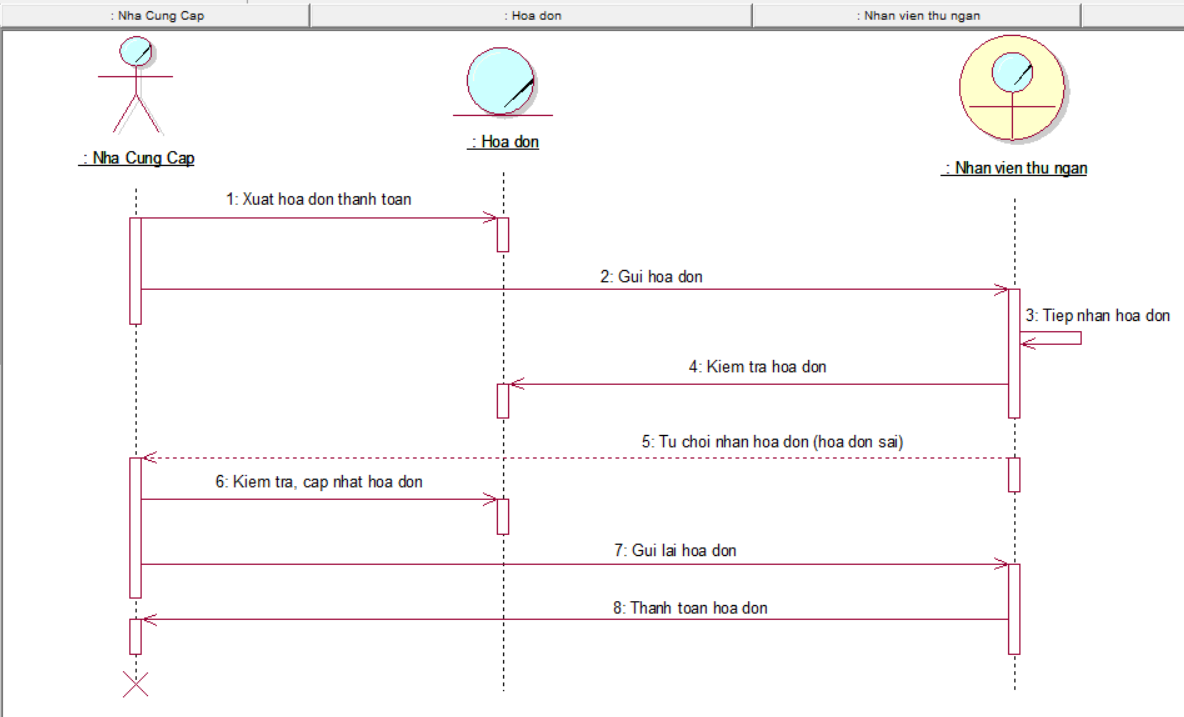 : Nha Cung Cap
: Hoa don
: Nhan vien thu ngan
: Nha Cung Cap
: Hoa don
: Nhan vien thu ngan
1: Xuat hoa don thanh toan
2: Gui hoa don
3: Tiep nhan hoa don
4: Kiem tra hoa don
5: Tu choi nhan hoa don (hoa don sai)
6: Kiem tra, cap nhat hoa don
7: Gui lai hoa don
8: Thanh toan hoa don